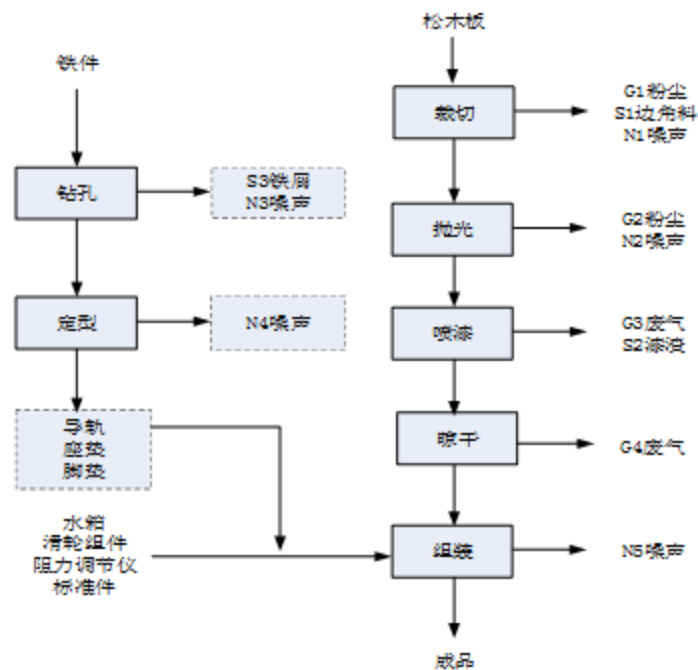 松木板
铁件
裁切
G1粉尘
S1边角料
N1噪声
钻孔
S3铁屑
N3噪声
抛光
G2粉尘
N2噪声
定型
N4噪声
喷漆
G3废气
S2漆渣
导轨
座垫
脚垫
晾干
G4废气
水箱
滑轮组件
阻力调节仪
标准件
组装
N5噪声
成品